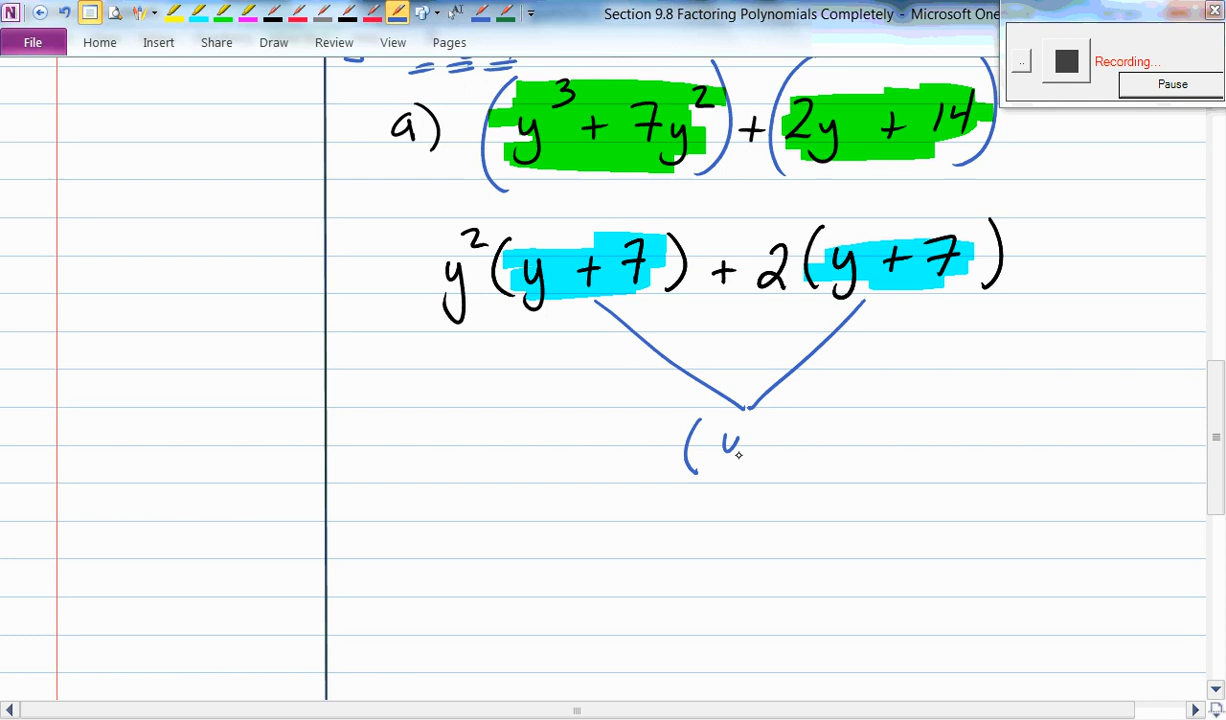 Section 9.8 Factoring Polynomials Completely - Microsoft One
File Home Insert Share Draw Review View Pages
Recording...
Pause
a) (y³ + 7y²) + (2y + 14)
y²(y + 7) + 2(y + 7)
(